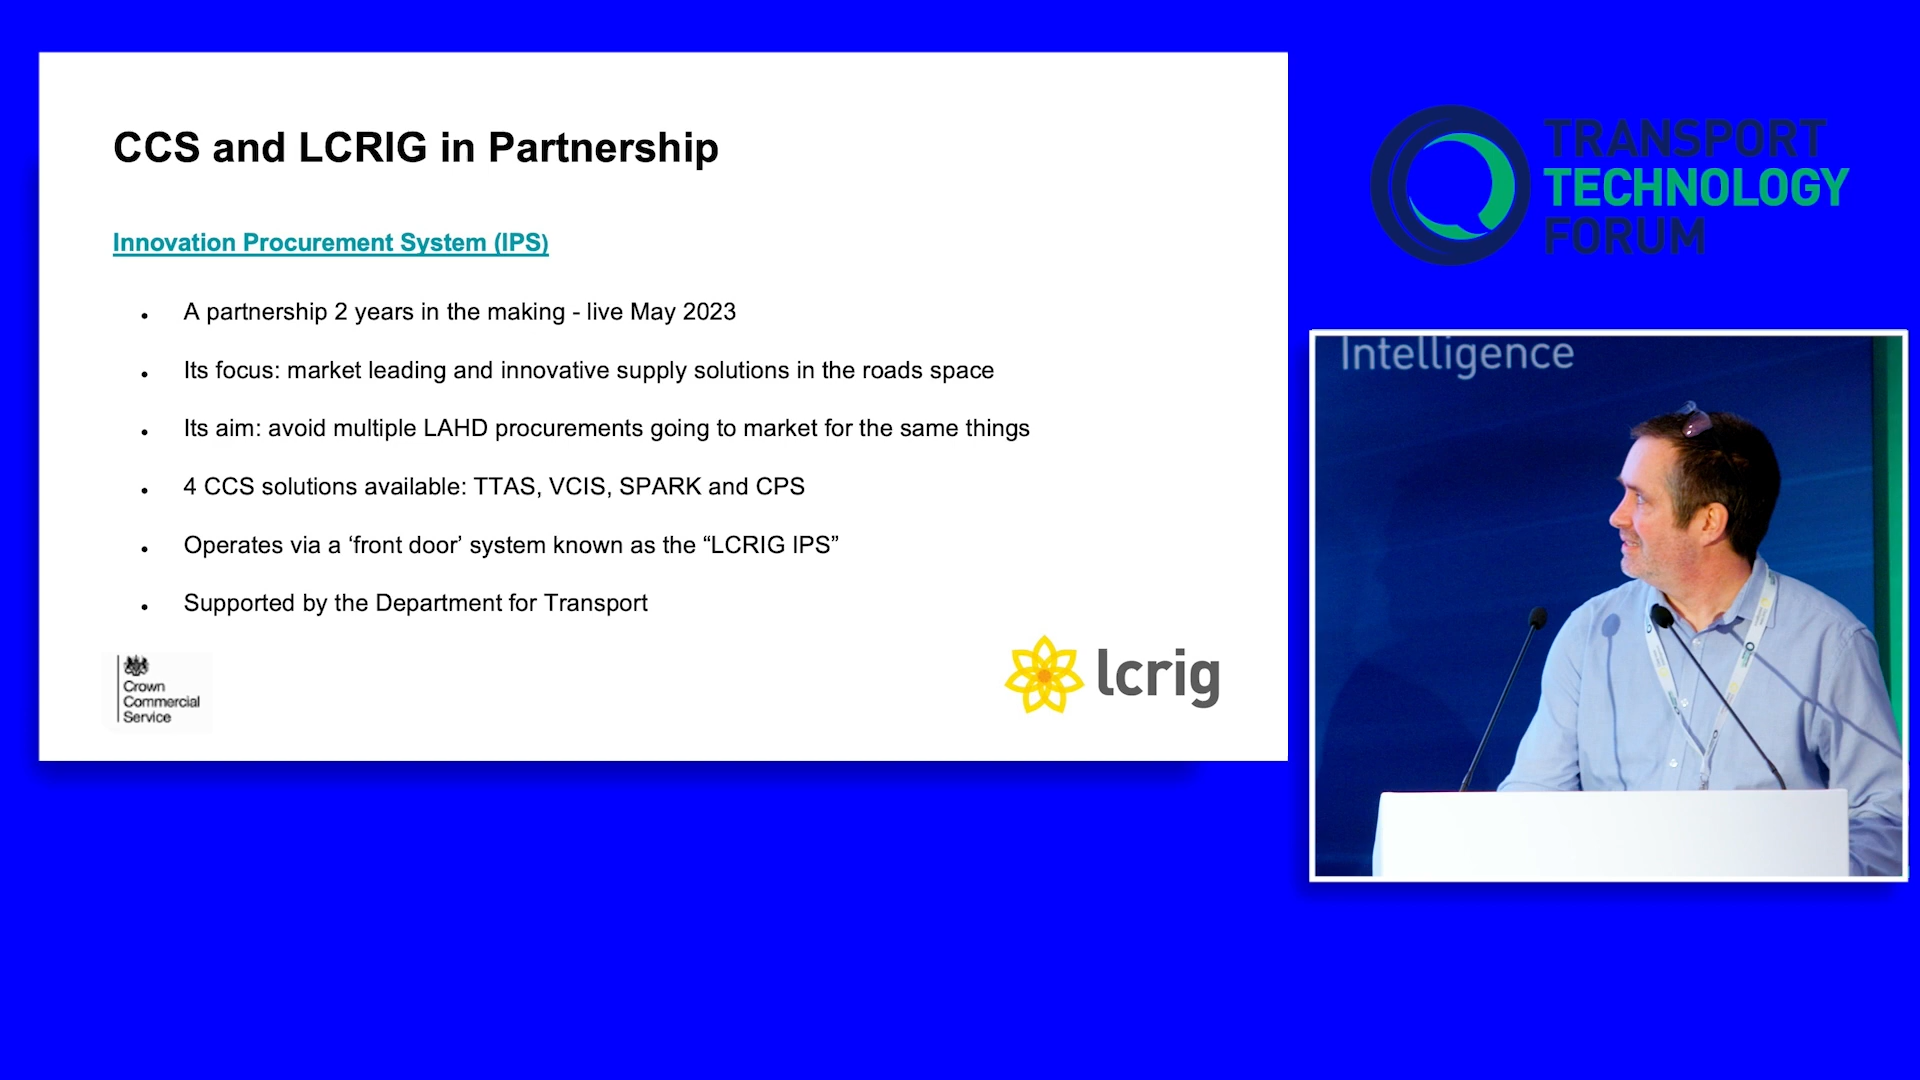 CCS and LCRIG in Partnership
Innovation Procurement System (IPS)
A partnership 2 years in the making - live May 2023
Its focus: market leading and innovative supply solutions in the roads space
Its aim: avoid multiple LAHD procurements going to market for the same things
4 CCS solutions available: TTAS, VCIS, SPARK and CPS
Operates via a ‘front door’ system known as the “LCRIG IPS”
Supported by the Department for Transport
Crown
Commercial
Service
lcrig
TRANSPORT
TECHNOLOGY
FORUM
Intelligence